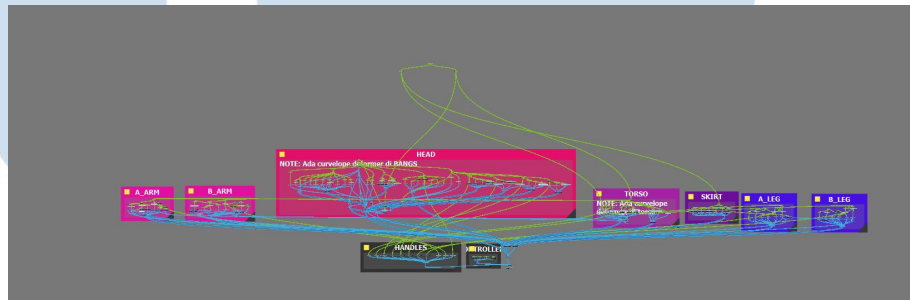 HEAD
NOTE: Ada curvelope deformer di BANGS
A_ARM
B_ARM
TORSO
NOTE: Ada curvelope
SKIRT
A_LEG
B_LEG
HANDLES